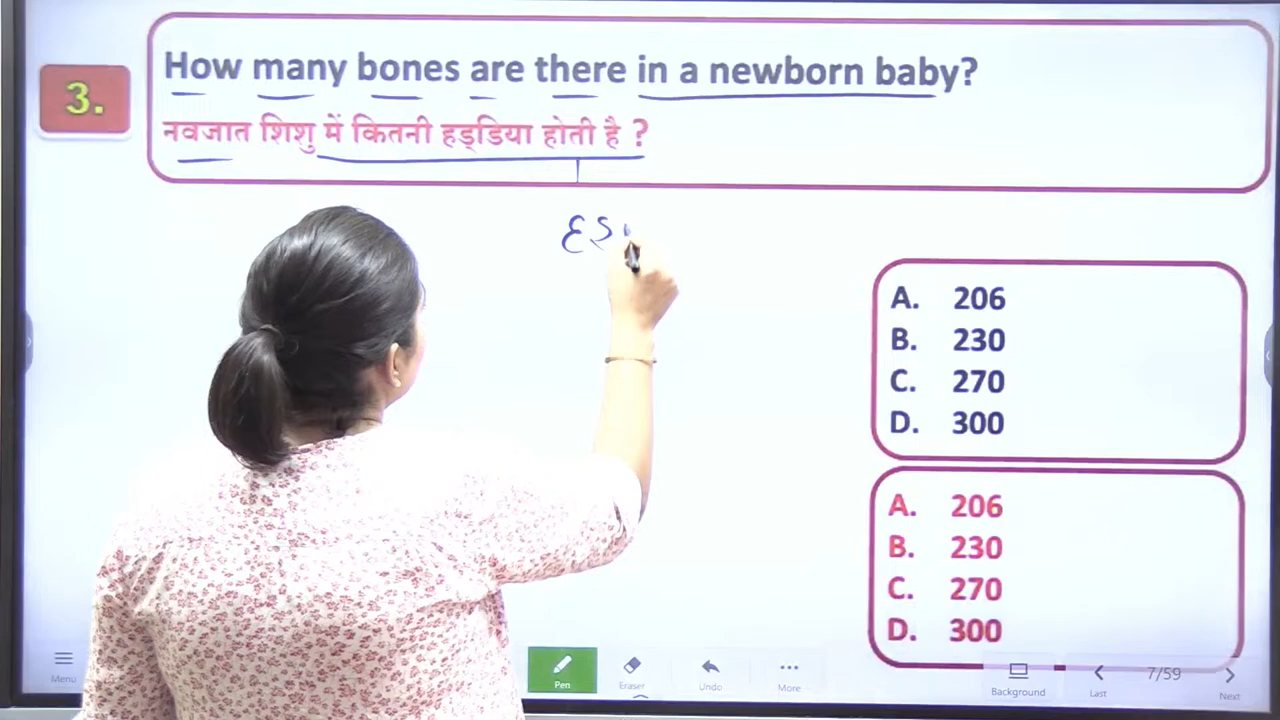 3.
How many bones are there in a newborn baby?
नवजात शिशु में कितनी हड्डिया होती है ?
A. 206
B. 230
C. 270
D. 300
A. 206
B. 230
C. 270
D. 300
Menu
Pen
Eraser
Undo
More
Background
Last
7/59
Next